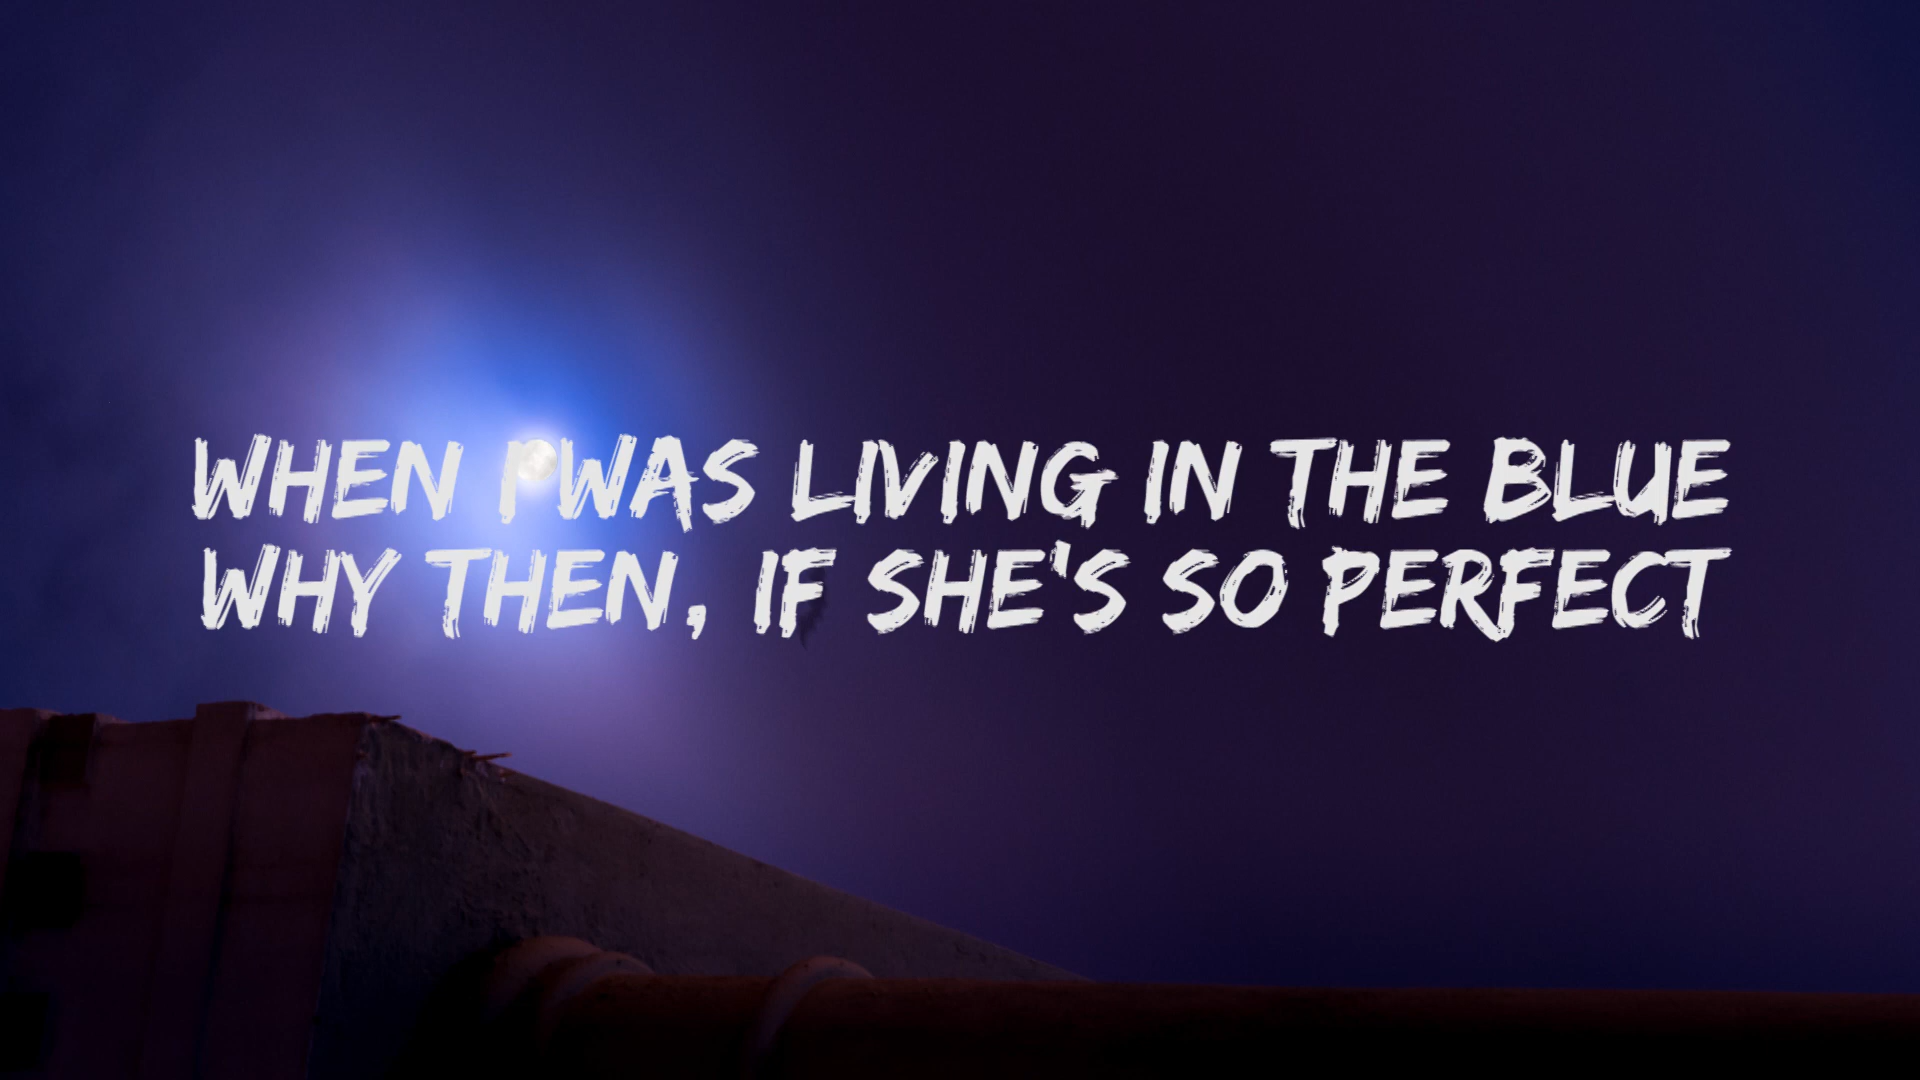 WHEN I WAS LIVING IN THE BLUE
WHY THEN, IF SHE'S SO PERFECT